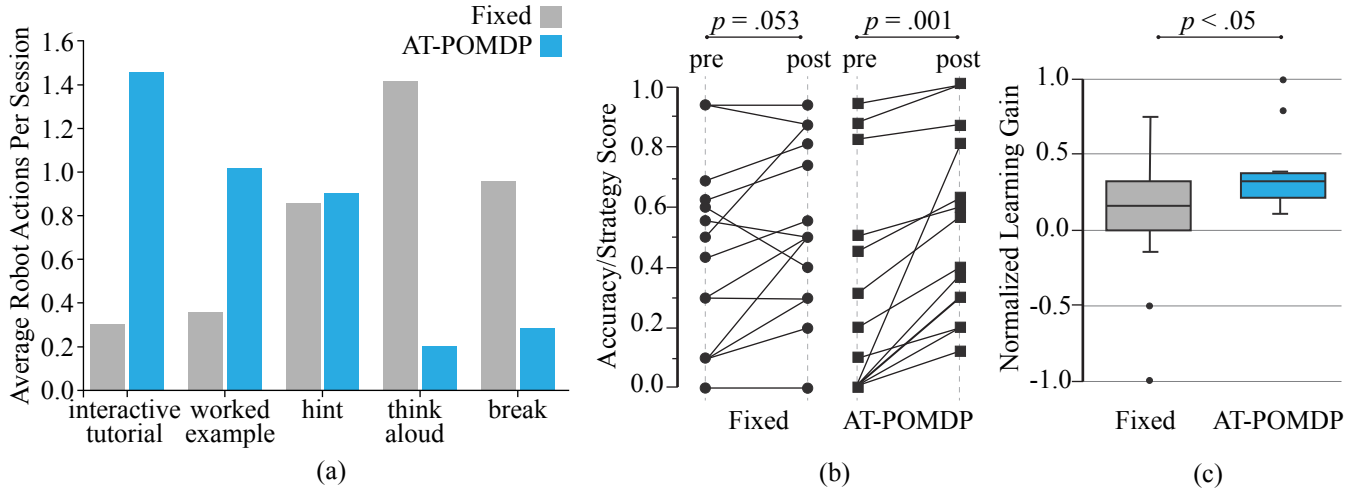 Fixed
AT-POMDP
Average Robot Actions Per Session
1.6
1.4
1.2
1.0
0.8
0.6
0.4
0.2
0.0
interactive
tutorial
worked
example
hint
think
aloud
break
(a)
p = .053
p = .001
pre
post
pre
post
Accuracy/Strategy Score
1.0
0.8
0.6
0.4
0.2
0.0
Fixed
AT-POMDP
(b)
p < .05
Normalized Learning Gain
1.0
0.5
0.0
-0.5
-1.0
Fixed
AT-POMDP
(c)